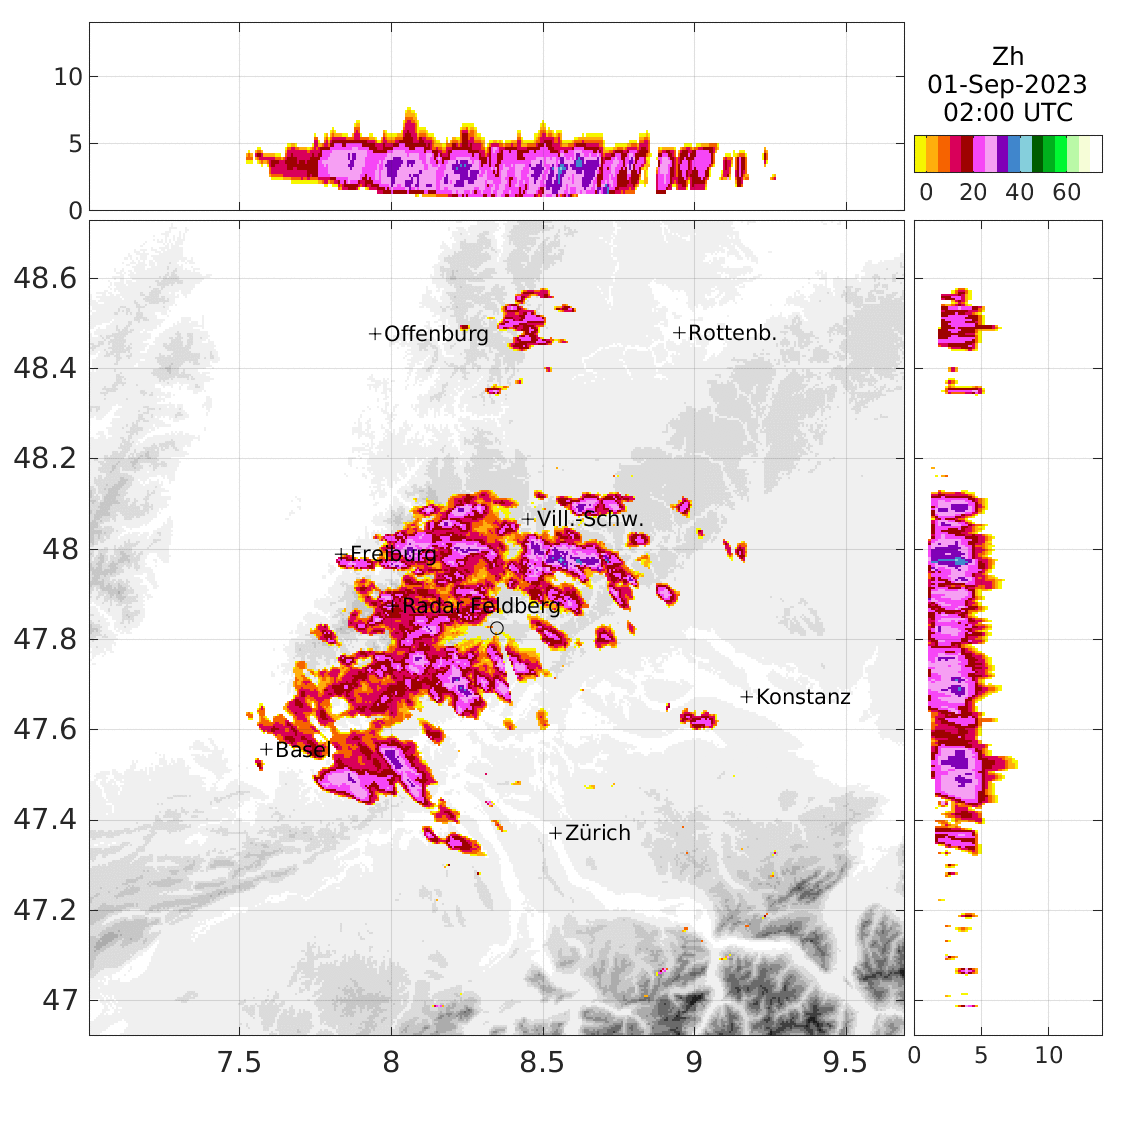 10
5
0
Zh
01-Sep-2023
02:00 UTC
0 20 40 60
48.6
48.4
48.2
48
47.8
47.6
47.4
47.2
47
+Offenburg
+Rottenb.
+Vill.-Schw.
+Freiburg
+Radar Feldberg
+Konstanz
+Basel
+Zürich
7.5 8 8.5 9 9.5
0 5 10